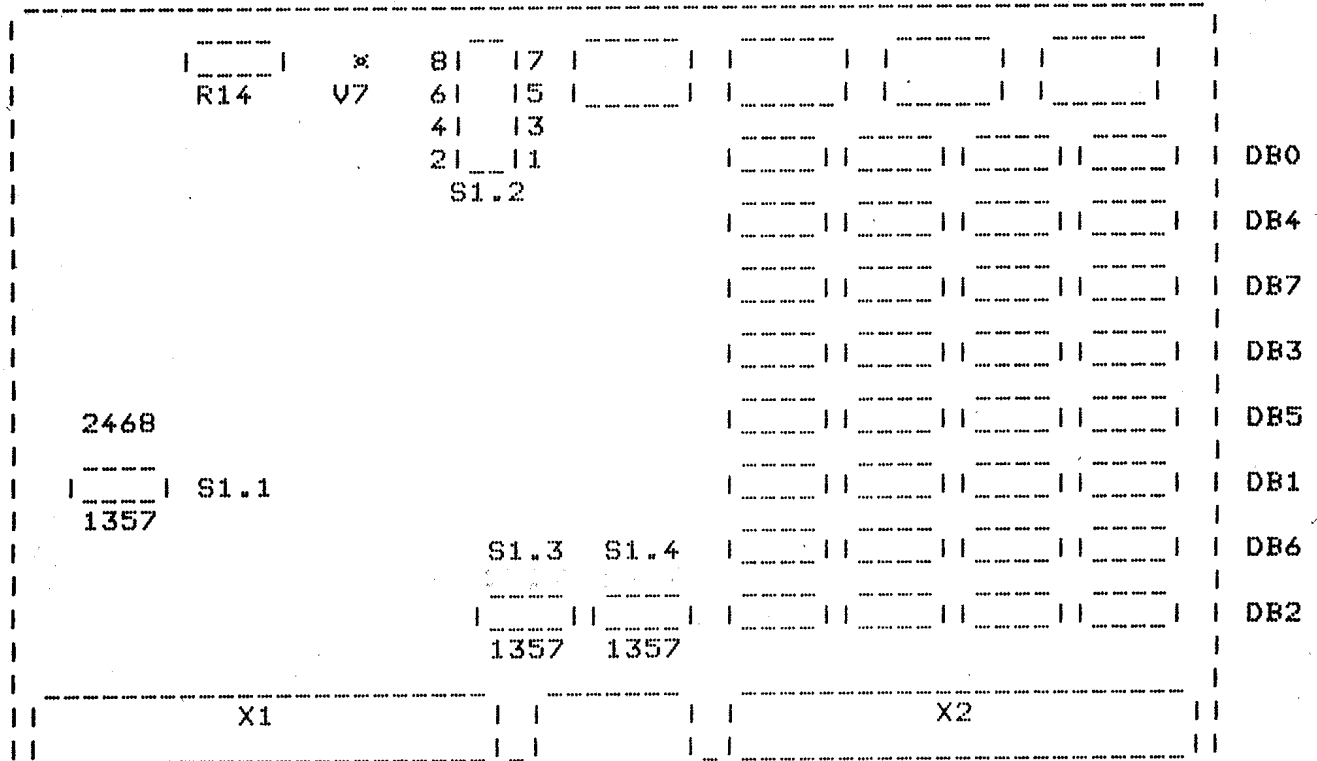 8 7
R14 V7 6 5
4 3
2 1 DB0
S1.2
DB4
DB7
DB3
2468 DB5
S1.1 DB1
1357
S1.3 S1.4 DB6
DB2
1357 1357
X1 X2